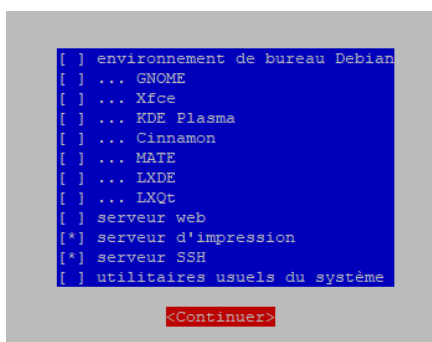 [ ] environnement de bureau Debian
[ ] ... GNOME
[ ] ... Xfce
[ ] ... KDE Plasma
[ ] ... Cinnamon
[ ] ... MATE
[ ] ... LXDE
[ ] ... LXQt
[ ] serveur web
[*] serveur d'impression
[*] serveur SSH
[ ] utilitaires usuels du système
<Continuer>